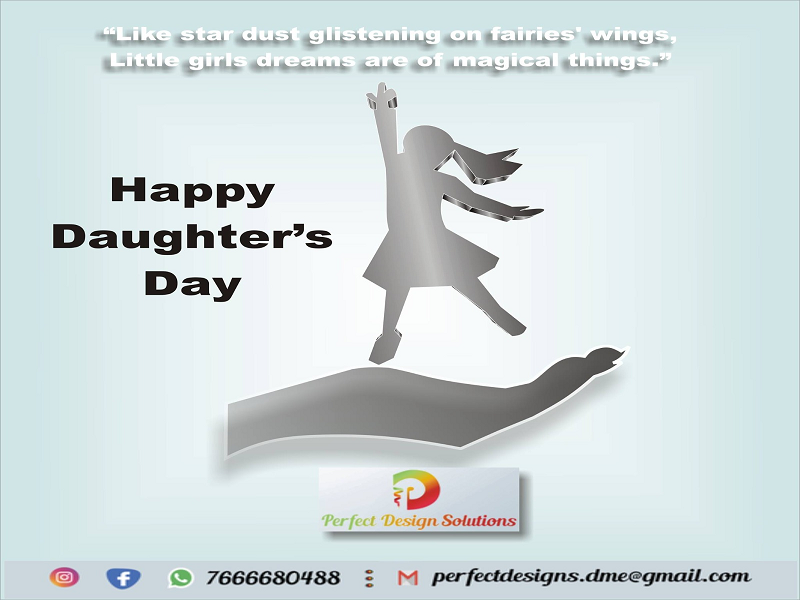 “Like star dust glistening on fairies' wings,
Little girls dreams are of magical things.”
Happy
Daughter’s
Day
Perfect Design Solutions
7666680488
perfectdesigns.dme@gmail.com